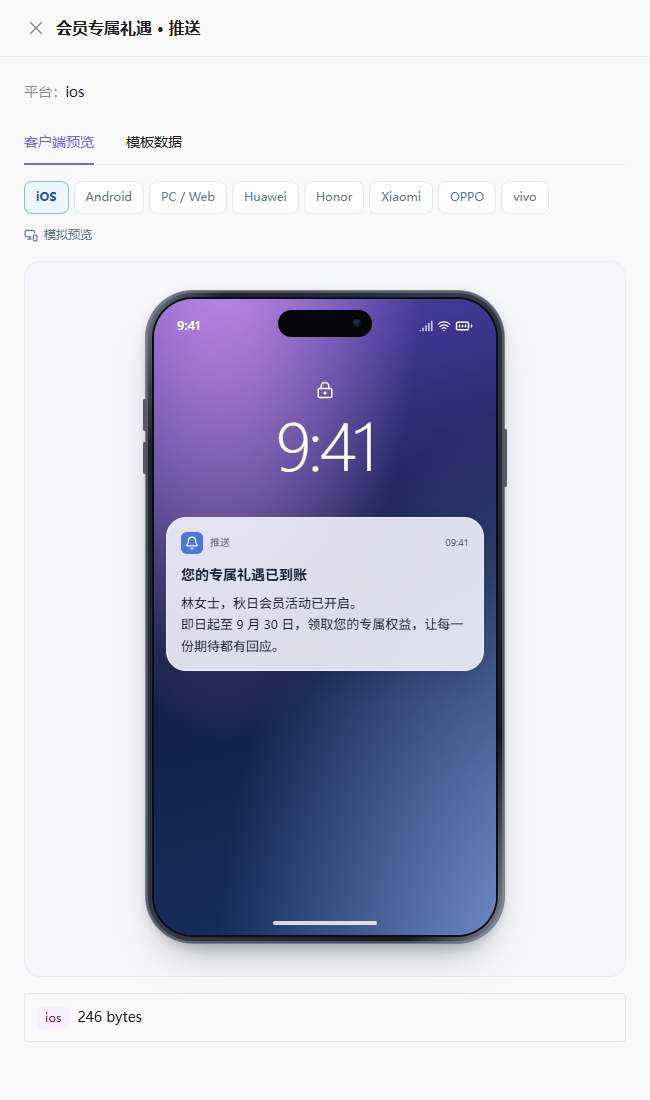 会员专属礼遇 • 推送
平台：ios
客户端预览 模板数据
iOS Android PC / Web Huawei Honor Xiaomi OPPO vivo
模拟预览
9:41
9:41
推送 09:41
您的专属礼遇已到账
林女士，秋日会员活动已开启。
即日起至 9 月 30 日，领取您的专属权益，让每一
份期待都有回应。
ios 246 bytes